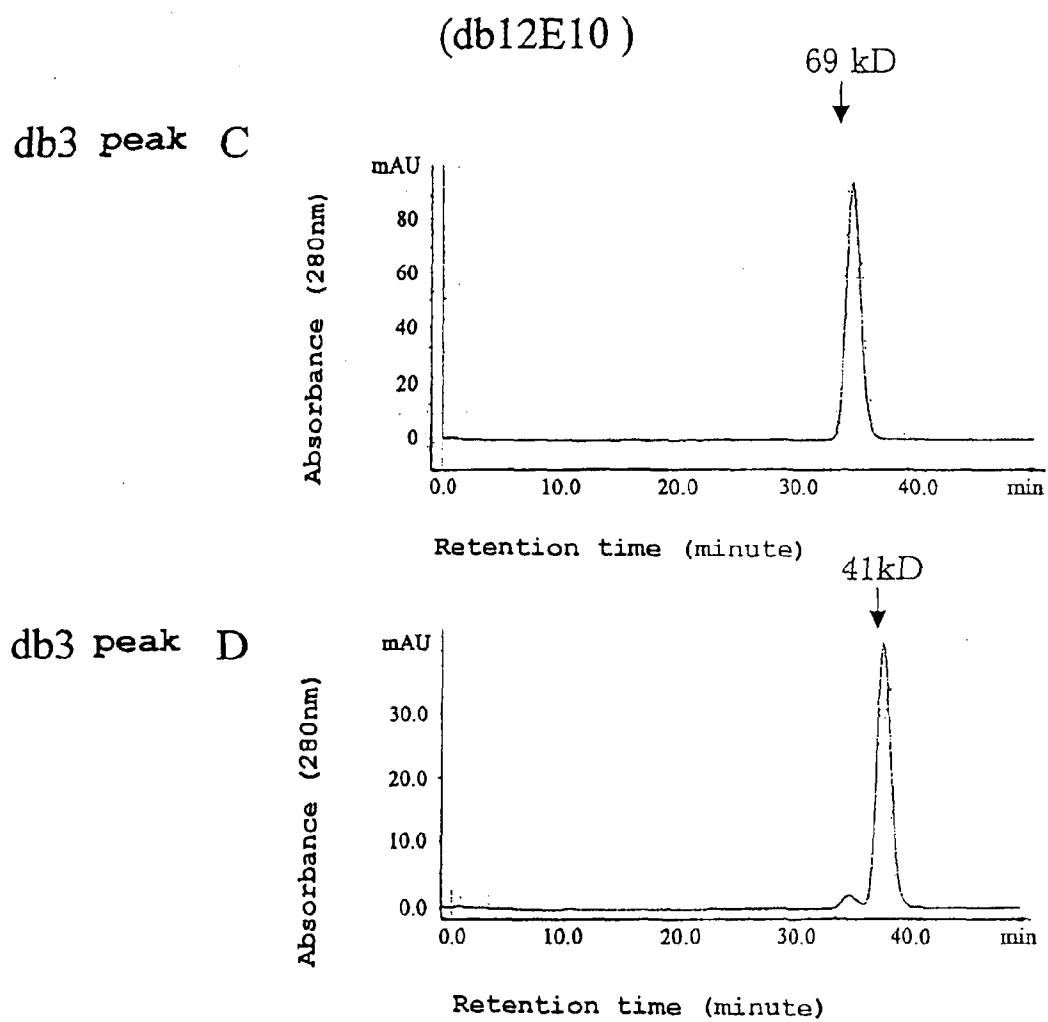 (db12E10 )
69 kD
db3 peak C
mAU
80
60
40
20
0
Absorbance (280nm)
0.0 10.0 20.0 30.0 40.0 min
Retention time (minute)
41kD
db3 peak D
mAU
30.0
20.0
10.0
0.0
Absorbance (280nm)
0.0 10.0 20.0 30.0 40.0 min
Retention time (minute)